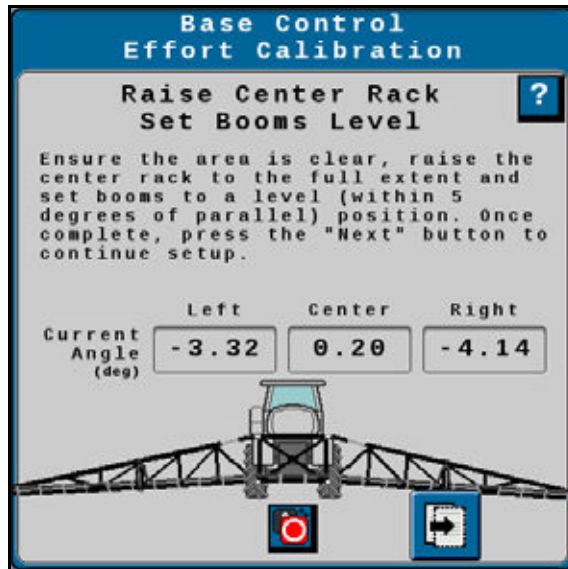 Base Control
Effort Calibration
Raise Center Rack
Set Booms Level
?
Ensure the area is clear, raise the
center rack to the full extent and
set booms to a level (within 5
degrees of parallel) position. Once
complete, press the "Next" button to
continue setup.
Left Center Right
Current
Angle
(deg)
-3.32 0.20 -4.14